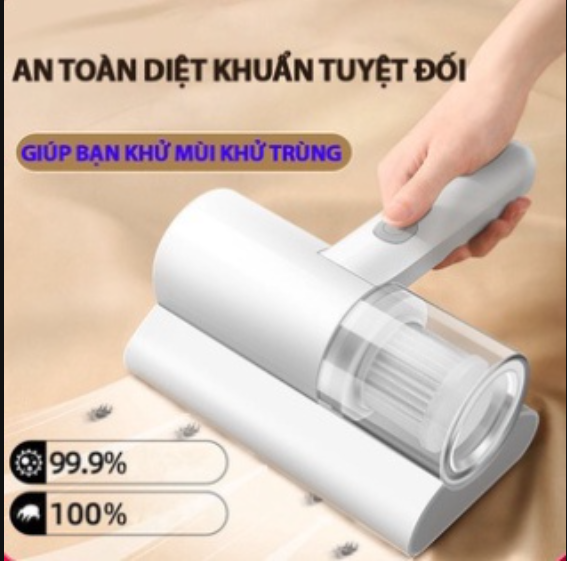 AN TOÀN DIỆT KHUẨN TUYỆT ĐỐI
GIÚP BẠN KHỬ MÙI KHỬ TRÙNG
99.9%
100%